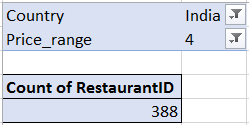 Country India
Price_range 4
Count of RestaurantID
388